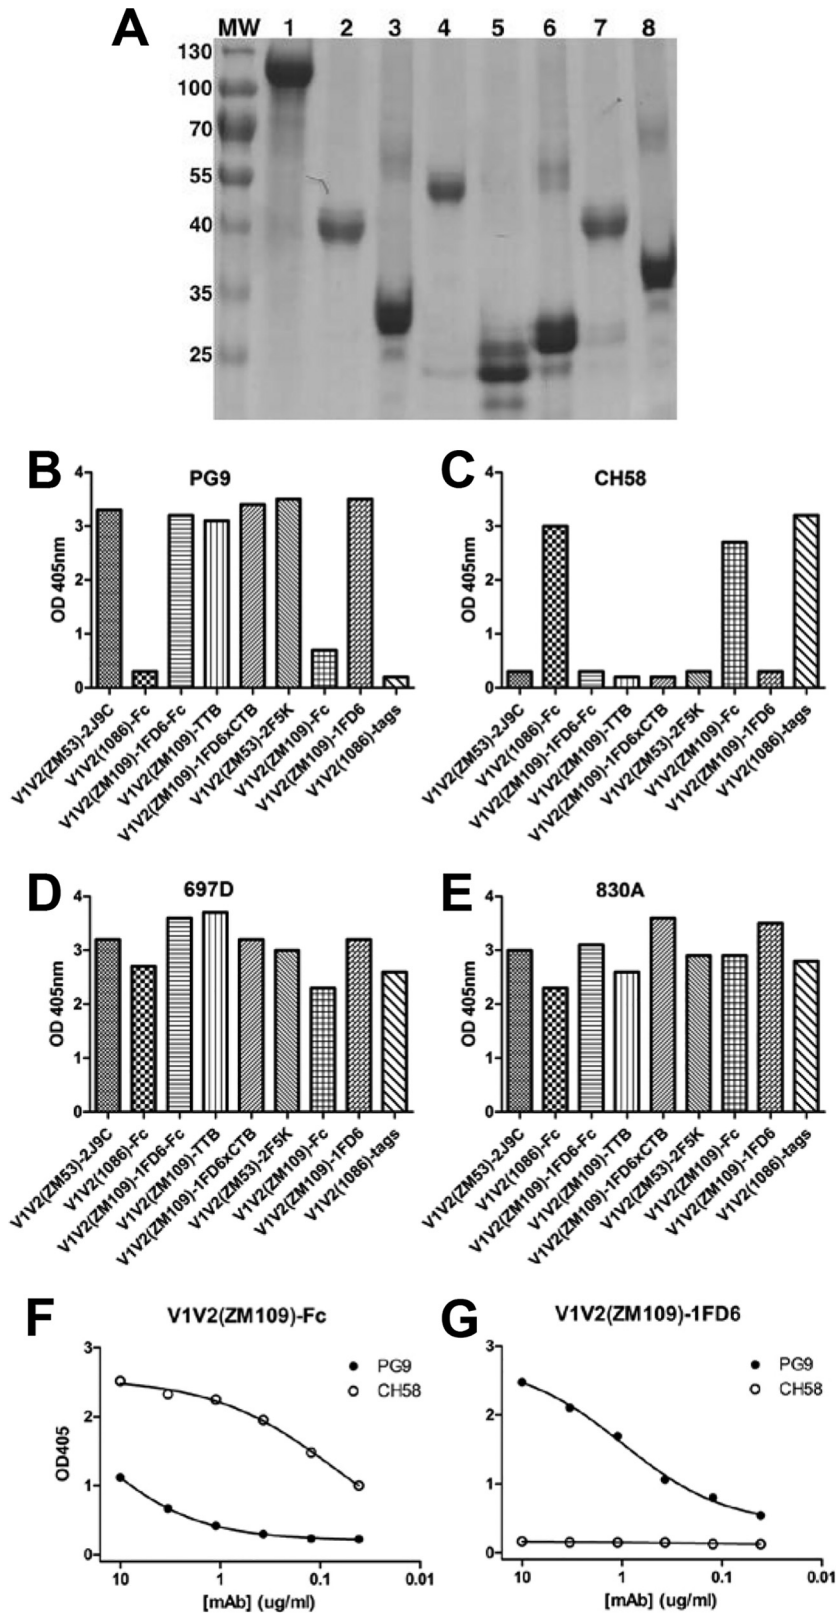 A
MW 1 2 3 4 5 6 7 8
130
100
70
55
40
35
25
B
PG9
OD 405nm
4
3
2
1
0
V1V2(ZM53)-2J9C
V1V2(1086)-Fc
V1V2(ZM109)-1FD6-Fc
V1V2(ZM109)-TTB
V1V2(ZM109)-1FD6xCTB
V1V2(ZM53)-2F5K
V1V2(ZM109)-Fc
V1V2(ZM109)-1FD6
V1V2(1086)-tags
C
CH58
OD 405nm
4
3
2
1
0
V1V2(ZM53)-2J9C
V1V2(1086)-Fc
V1V2(ZM109)-1FD6-Fc
V1V2(ZM109)-TTB
V1V2(ZM109)-1FD6xCTB
V1V2(ZM53)-2F5K
V1V2(ZM109)-Fc
V1V2(ZM109)-1FD6
V1V2(1086)-tags
D
697D
OD 405nm
4
3
2
1
0
V1V2(ZM53)-2J9C
V1V2(1086)-Fc
V1V2(ZM109)-1FD6-Fc
V1V2(ZM109)-TTB
V1V2(ZM109)-1FD6xCTB
V1V2(ZM53)-2F5K
V1V2(ZM109)-Fc
V1V2(ZM109)-1FD6
V1V2(1086)-tags
E
830A
OD 405nm
4
3
2
1
0
V1V2(ZM53)-2J9C
V1V2(1086)-Fc
V1V2(ZM109)-1FD6-Fc
V1V2(ZM109)-TTB
V1V2(ZM109)-1FD6xCTB
V1V2(ZM53)-2F5K
V1V2(ZM109)-Fc
V1V2(ZM109)-1FD6
V1V2(1086)-tags
F
V1V2(ZM109)-Fc
PG9
CH58
OD405
3
2
1
0
10 1 0.1 0.01
[mAb] (ug/ml)
G
V1V2(ZM109)-1FD6
PG9
CH58
3
2
1
0
10 1 0.1 0.01
[mAb] (ug/ml)